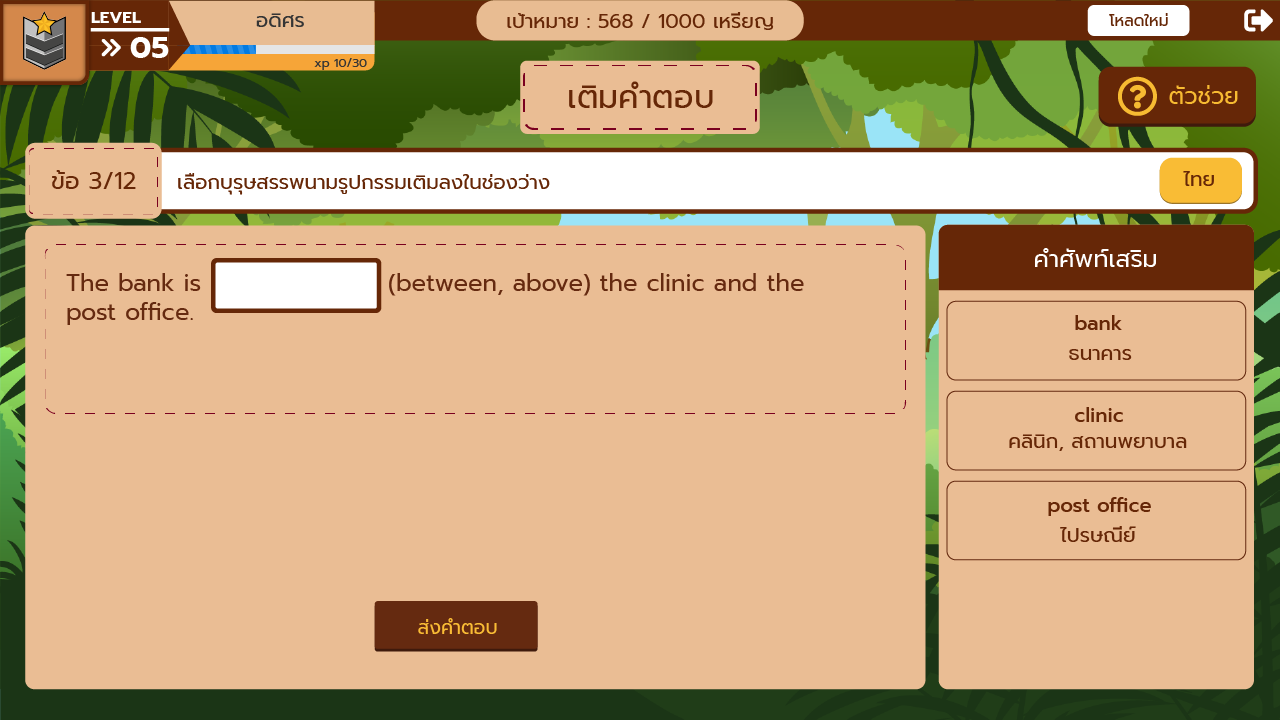 LEVEL
05
อดิศร
xp 10/30
เป้าหมาย : 568 / 1000 เหรียญ
โหลดใหม่
เติมคำตอบ
ตัวช่วย
ข้อ 3/12
เลือกบุรุษสรรพนามรูปกรรมเติมลงในช่องว่าง
ไทย
The bank is (between, above) the clinic and the
post office.
ส่งคำตอบ
คำศัพท์เสริม
bank
ธนาคาร
clinic
คลินิก, สถานพยาบาล
post office
ไปรษณีย์